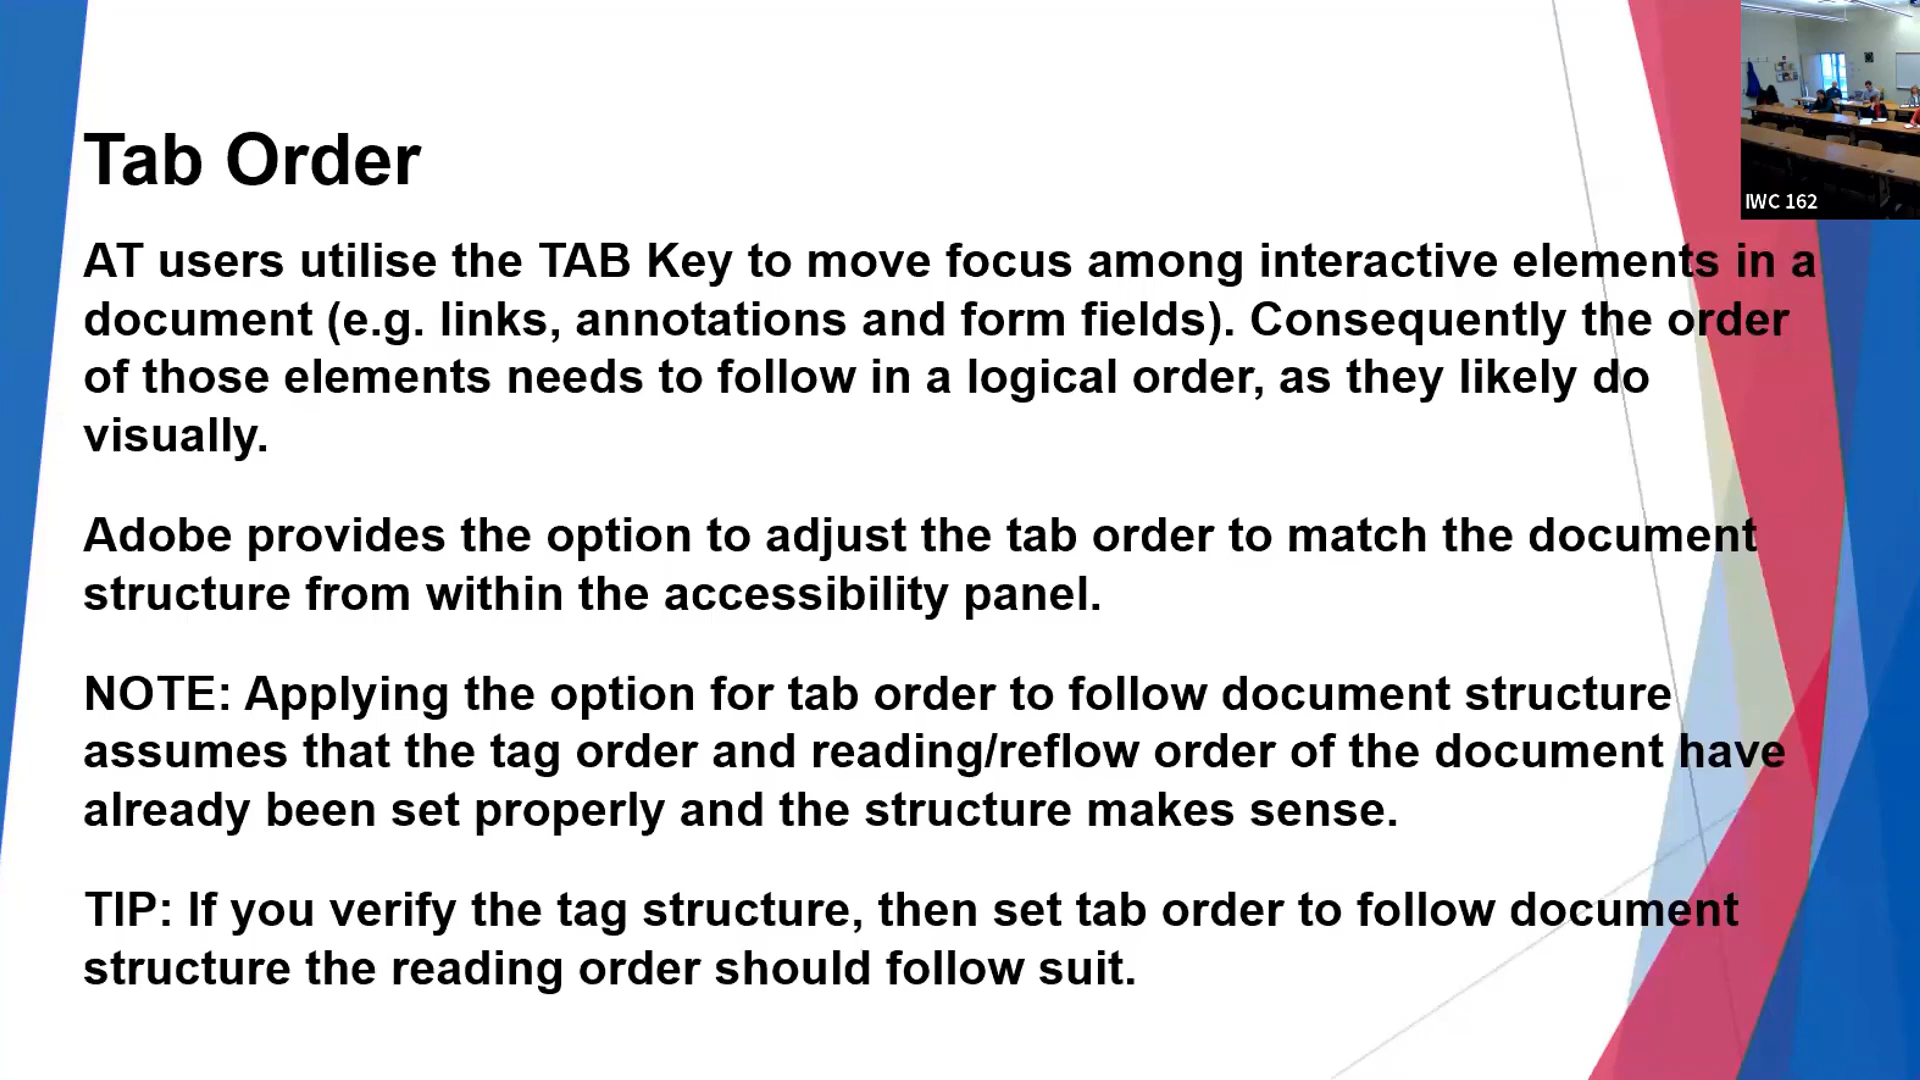 Tab Order
AT users utilise the TAB Key to move focus among interactive elements in a
document (e.g. links, annotations and form fields). Consequently the order
of those elements needs to follow in a logical order, as they likely do
visually.
Adobe provides the option to adjust the tab order to match the document
structure from within the accessibility panel.
NOTE: Applying the option for tab order to follow document structure
assumes that the tag order and reading/reflow order of the document have
already been set properly and the structure makes sense.
TIP: If you verify the tag structure, then set tab order to follow document
structure the reading order should follow suit.
IWC 162